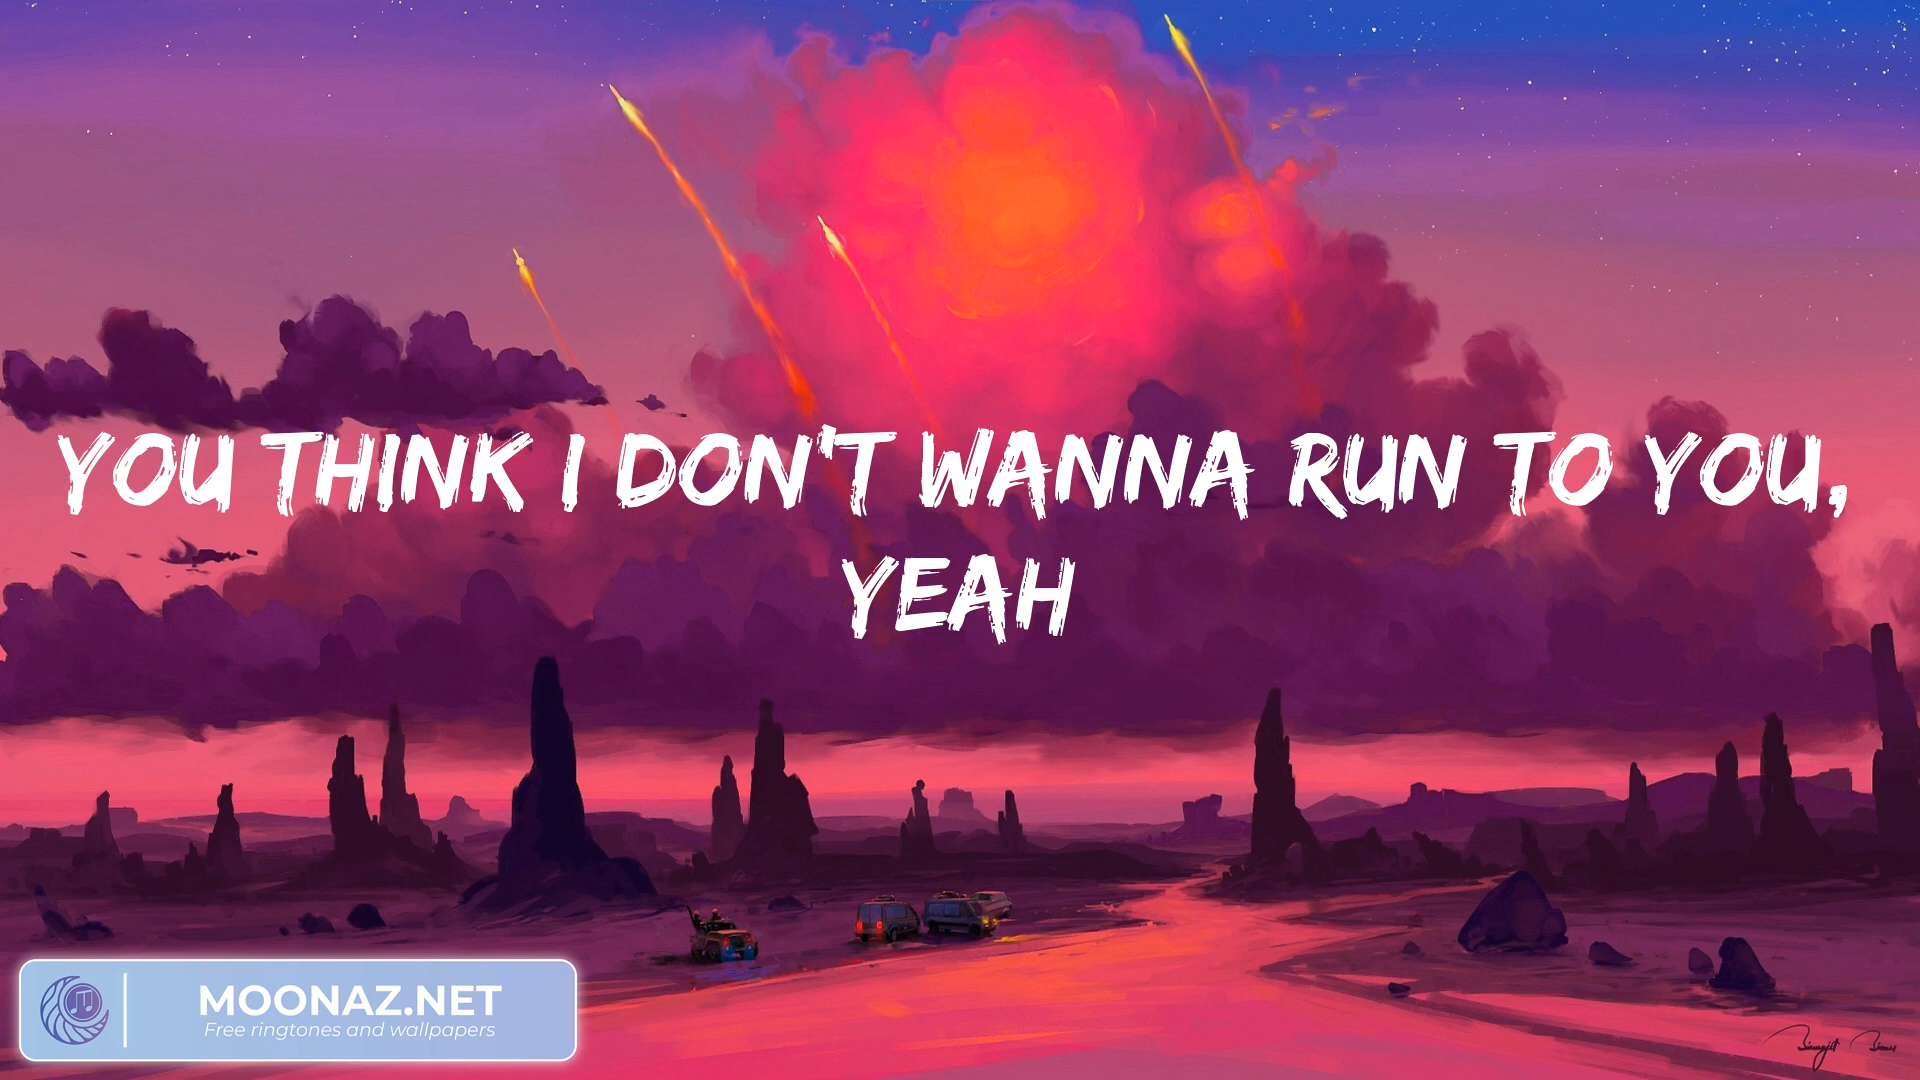 YOU THINK I DON'T WANNA RUN TO YOU,
YEAH
MOONAZ.NET
Free ringtones and wallpapers